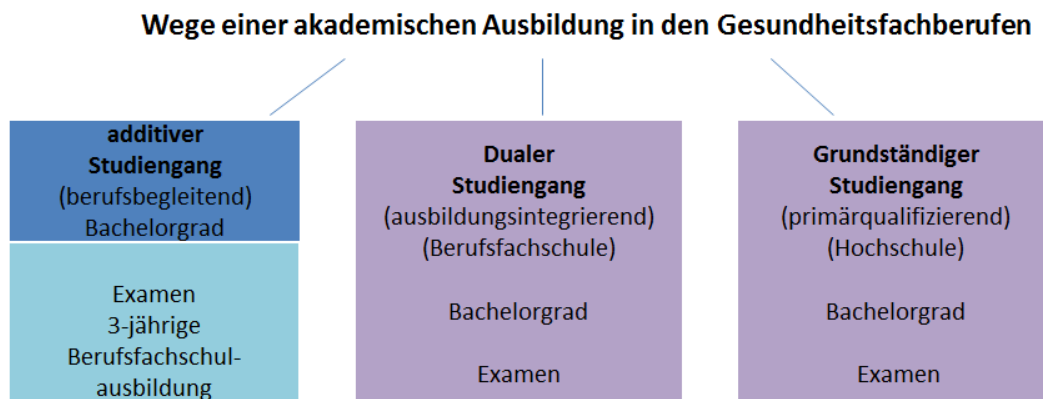 Wege einer akademischen Ausbildung in den Gesundheitsfachberufen
additiver
Studiengang
(berufsbegleitend)
Bachelorgrad
Examen
3-jährige
Berufsfachschul-
ausbildung
Dualer
Studiengang
(ausbildungsintegrierend)
(Berufsfachschule)
Bachelorgrad
Examen
Grundständiger
Studiengang
(primärqualifizierend)
(Hochschule)
Bachelorgrad
Examen